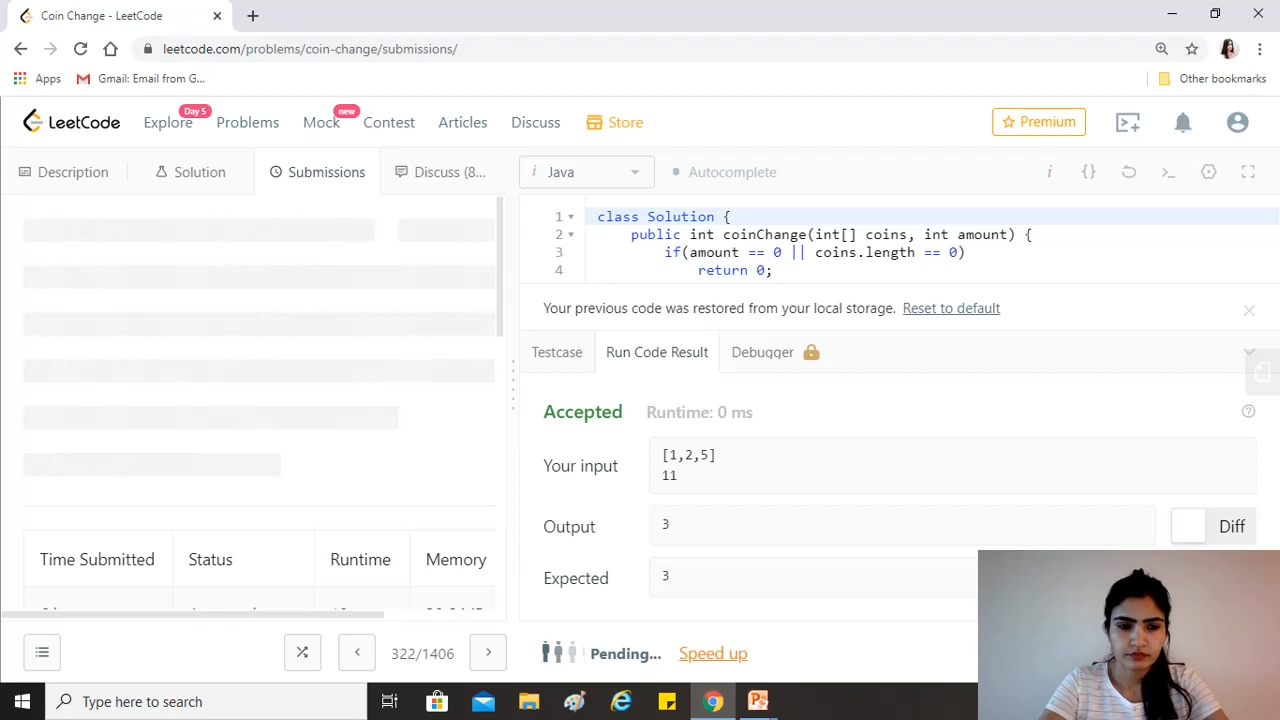 Coin Change - LeetCode
leetcode.com/problems/coin-change/submissions/
Apps
Gmail: Email from G...
Other bookmarks
LeetCode
Explore
Day 5
Problems
Mock
new
Contest
Articles
Discuss
Store
Premium
Description
Solution
Submissions
Discuss (8...
i Java
Autocomplete
1 class Solution {
2 public int coinChange(int[] coins, int amount) {
3 if(amount == 0 || coins.length == 0)
4 return 0;
Your previous code was restored from your local storage. Reset to default
Testcase
Run Code Result
Debugger
Accepted
Runtime: 0 ms
Your input
[1,2,5]
11
Output
3
Diff
Expected
3
Time Submitted
Status
Runtime
Memory
322/1406
Pending...
Speed up
Type here to search